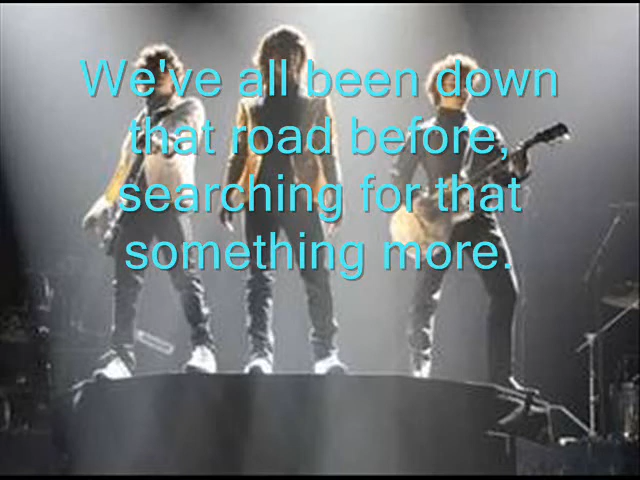 We've all been down
that road before,
searching for that
something more.